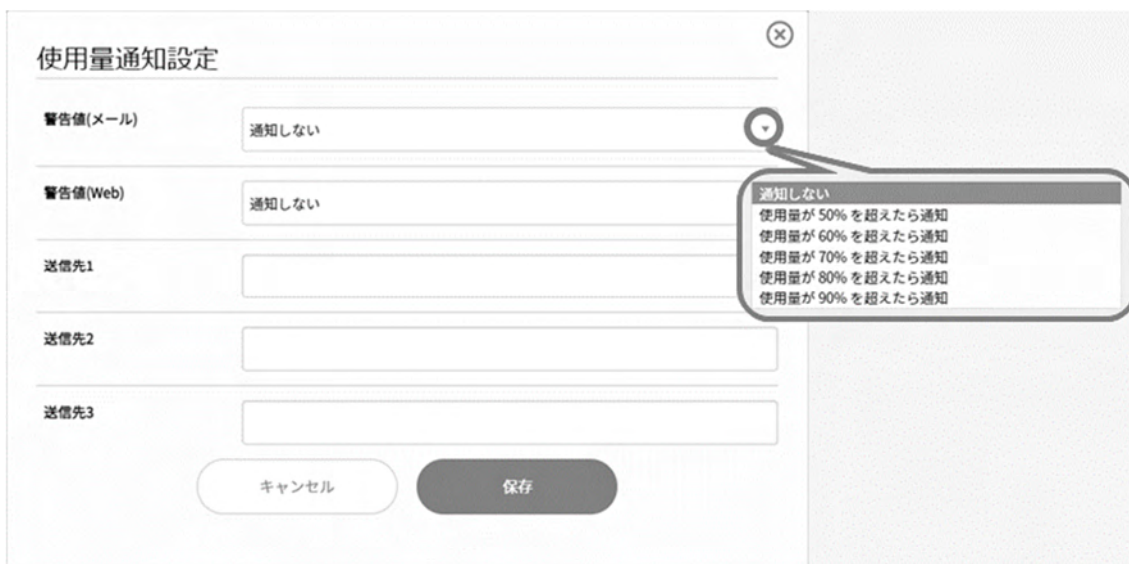 使用量通知設定
警告値(メール)
通知しない
警告値(Web)
通知しない
送信先1
送信先2
送信先3
キャンセル
保存
通知しない
使用量が 50% を超えたら通知
使用量が 60% を超えたら通知
使用量が 70% を超えたら通知
使用量が 80% を超えたら通知
使用量が 90% を超えたら通知